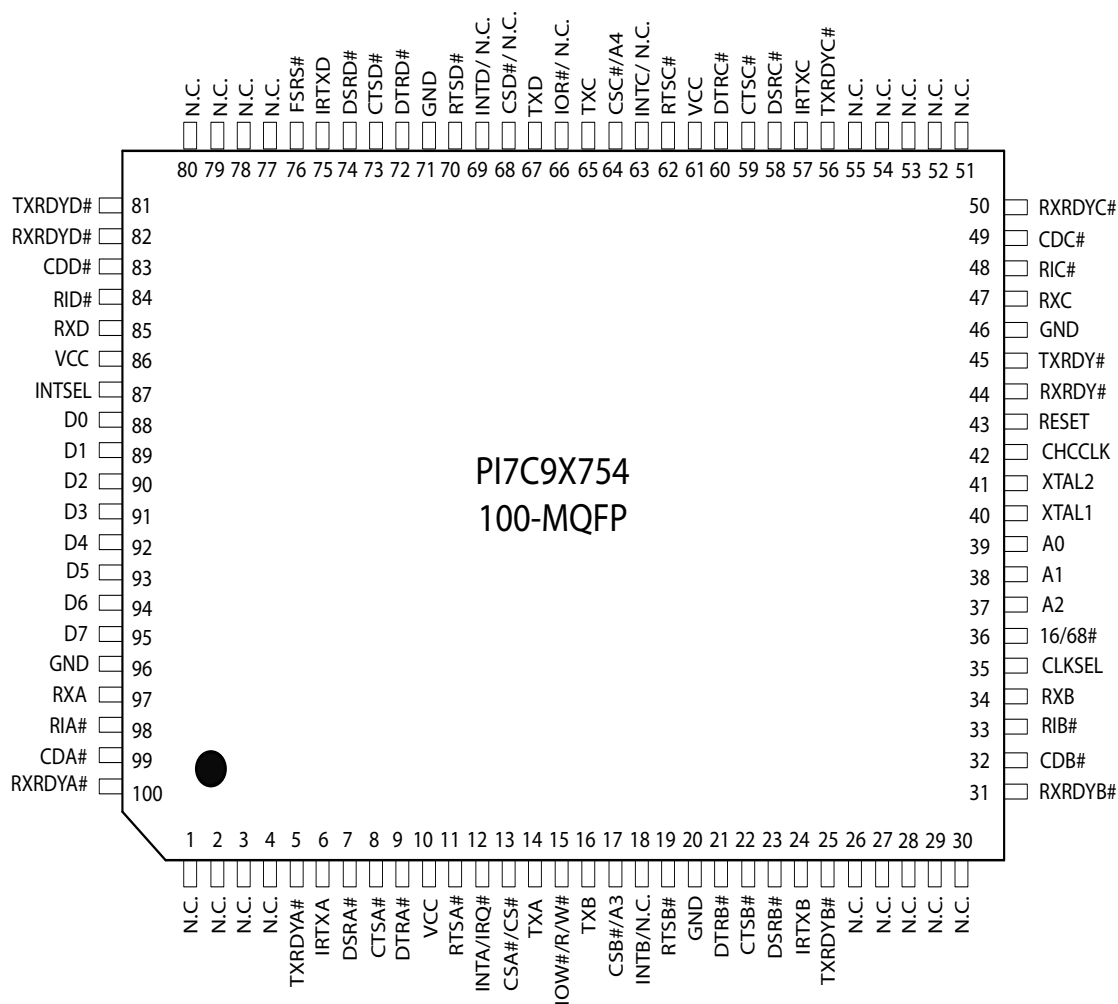 N.C.
N.C.
N.C.
N.C.
FSRS#
IRTXD
DSRD#
CTSD#
DTRD#
GND
RTSD#
INTD/ N.C.
CSD#/ N.C.
TXD
IOR#/ N.C.
TXC
CSC#/A4
INTC/ N.C.
RTSC#
VCC
DTRC#
CTSC#
DSRC#
IRTXC
TXRDYC#
N.C.
N.C.
N.C.
N.C.
N.C.
80 79 78 77 76 75 74 73 72 71 70 69 68 67 66 65 64 63 62 61 60 59 58 57 56 55 54 53 52 51
TXRDYD# 81
RXRDYD# 82
CDD# 83
RID# 84
RXD 85
VCC 86
INTSEL 87
D0 88
D1 89
D2 90
D3 91
D4 92
D5 93
D6 94
D7 95
GND 96
RXA 97
RIA# 98
CDA# 99
RXRDYA# 100
PI7C9X754
100-MQFP
50 RXRDYC#
49 CDC#
48 RIC#
47 RXC
46 GND
45 TXRDY#
44 RXRDY#
43 RESET
42 CHCCLK
41 XTAL2
40 XTAL1
39 A0
38 A1
37 A2
36 16/68#
35 CLKSEL
34 RXB
33 RIB#
32 CDB#
31 RXRDYB#
1 2 3 4 5 6 7 8 9 10 11 12 13 14 15 16 17 18 19 20 21 22 23 24 25 26 27 28 29 30
N.C.
N.C.
N.C.
N.C.
TXRDYA#
IRTXA
DSRA#
CTSA#
DTRA#
VCC
RTSA#
INTA/IRQ#
CSA#/CS#
TXA
IOW#/R/W#
TXB
CSB#/A3
INTB/N.C.
RTSB#
GND
DTRB#
CTSB#
DSRB#
IRTXB
TXRDYB#
N.C.
N.C.
N.C.
N.C.
N.C.